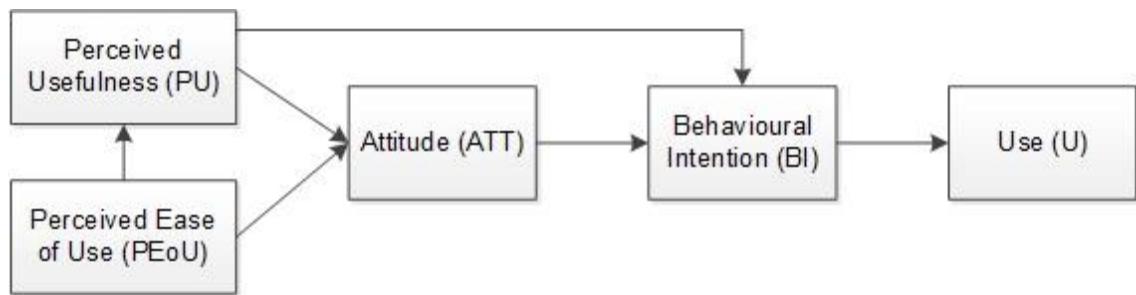 Perceived
Usefulness (PU)
Perceived Ease
of Use (PEoU)
Attitude (ATT)
Behavioural
Intention (BI)
Use (U)